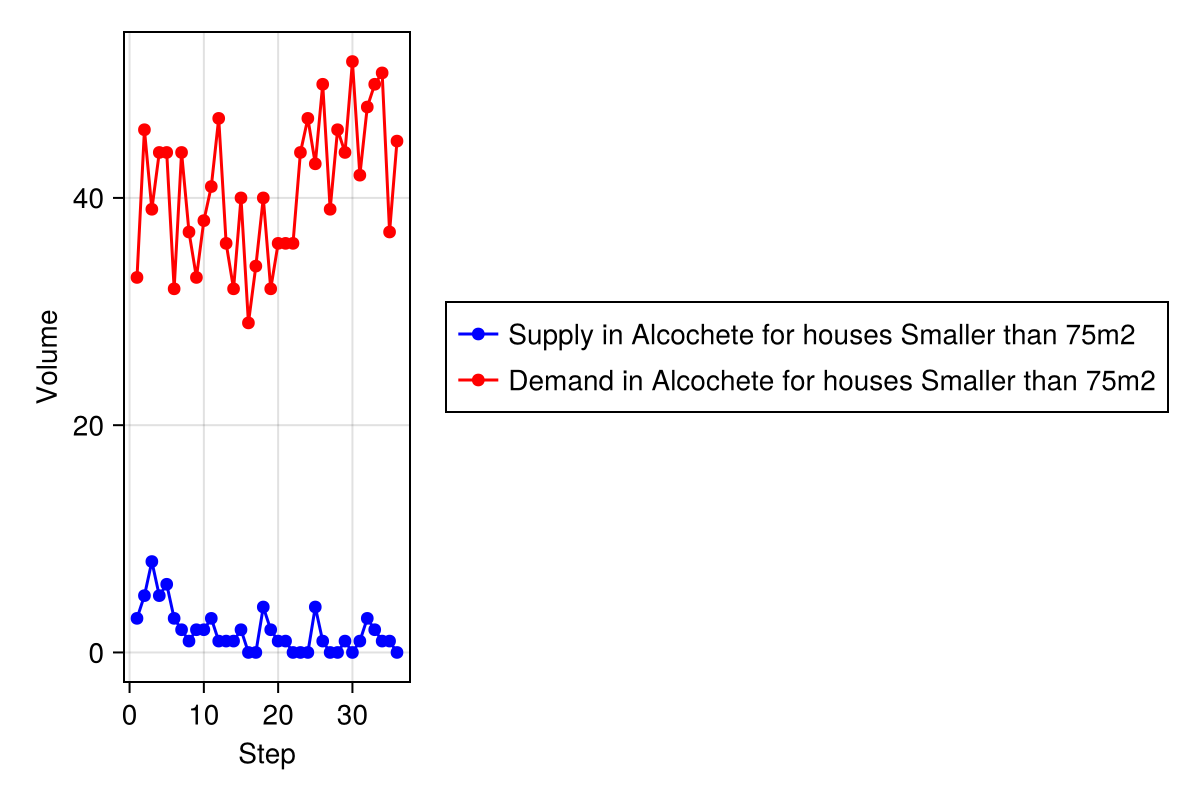 Volume
40
20
0
0 10 20 30
Step
Supply in Alcochete for houses Smaller than 75m2
Demand in Alcochete for houses Smaller than 75m2